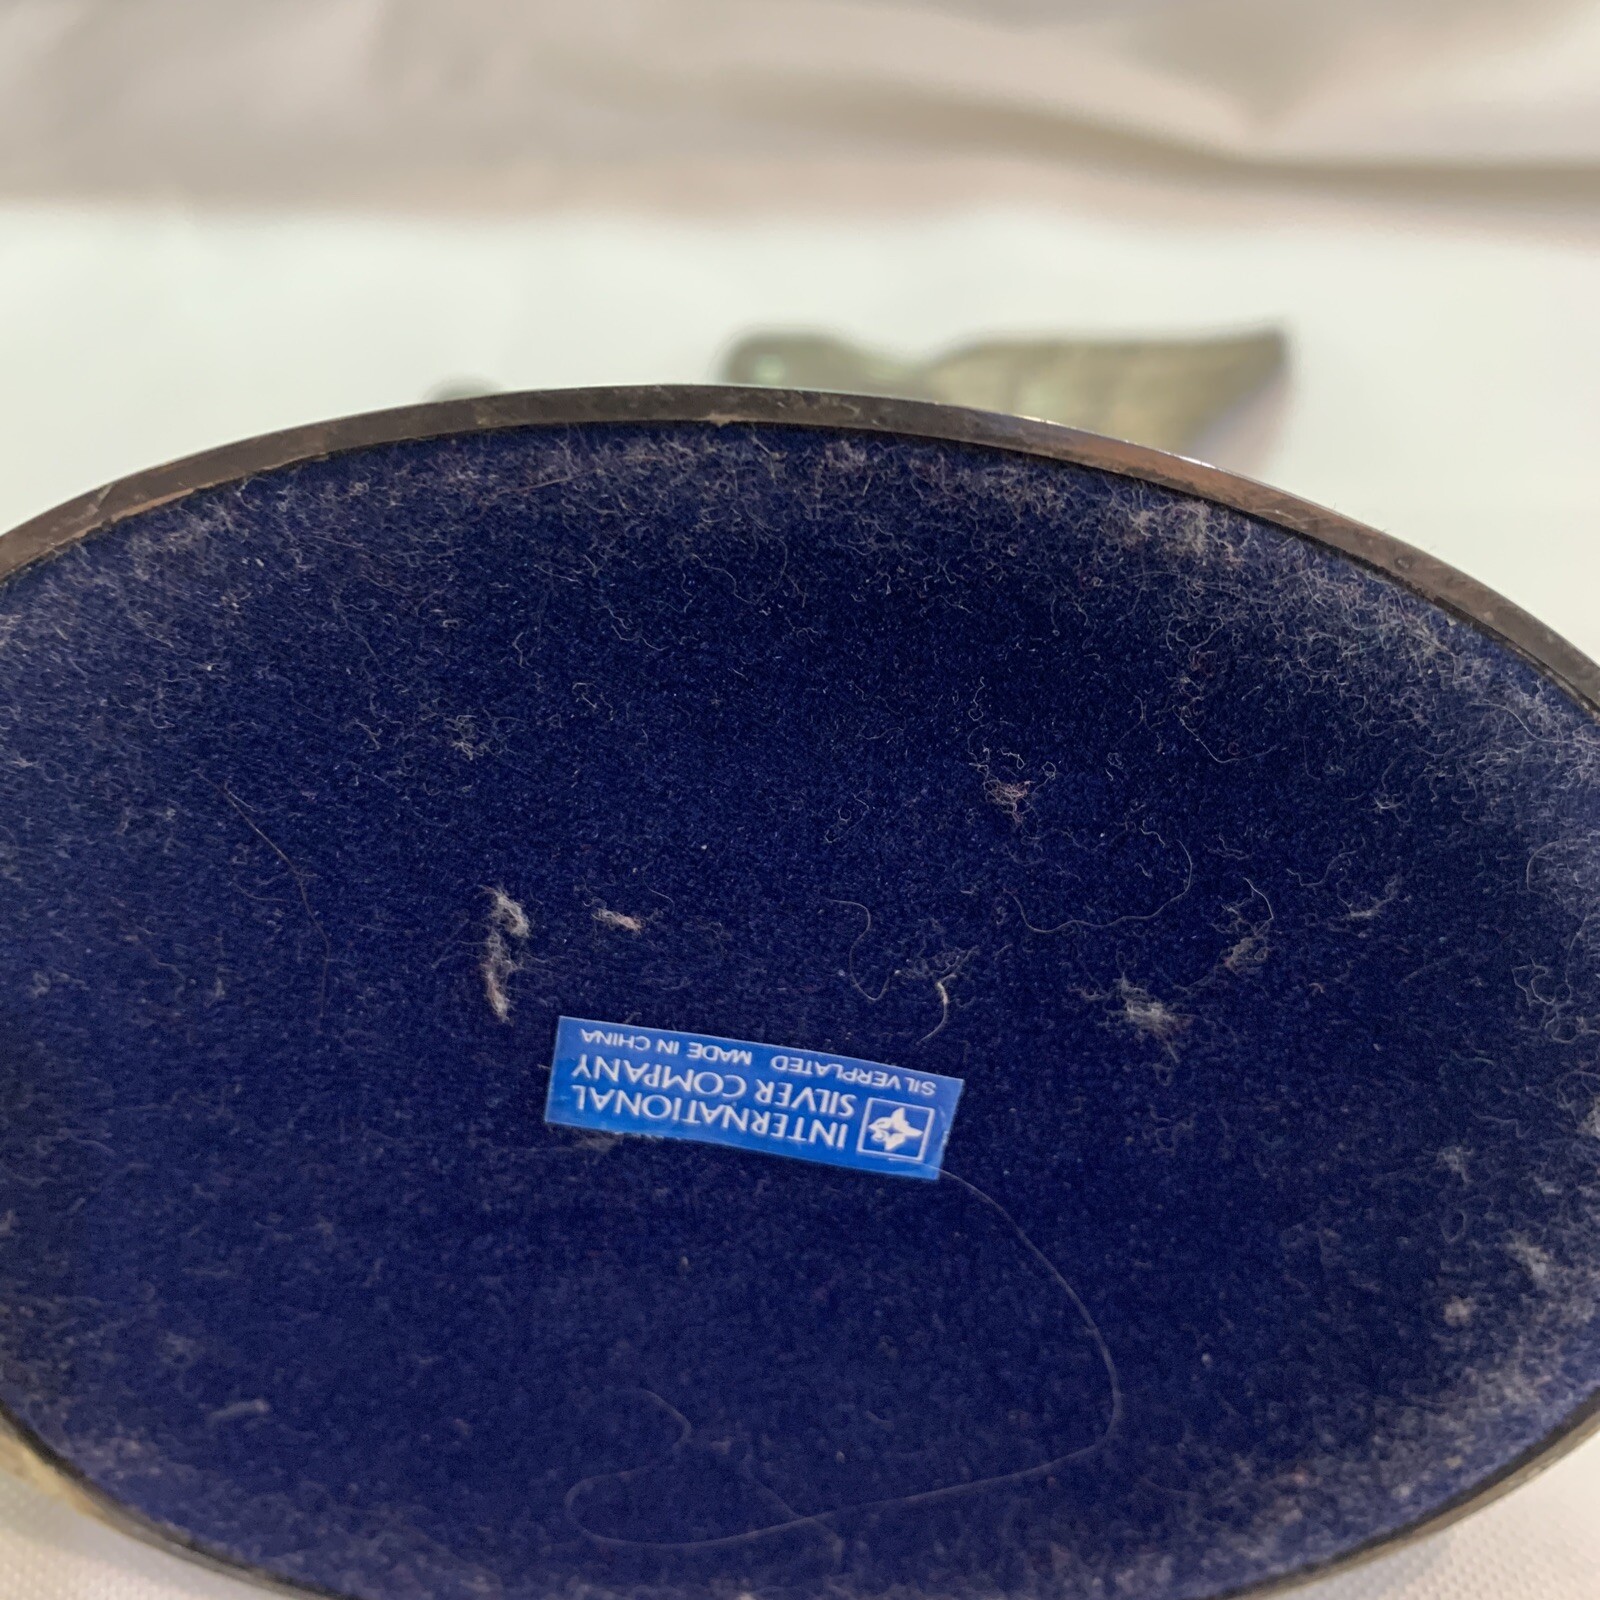 INTERNATIONAL
SILVER COMPANY
SILVERPLATED MADE IN CHINA